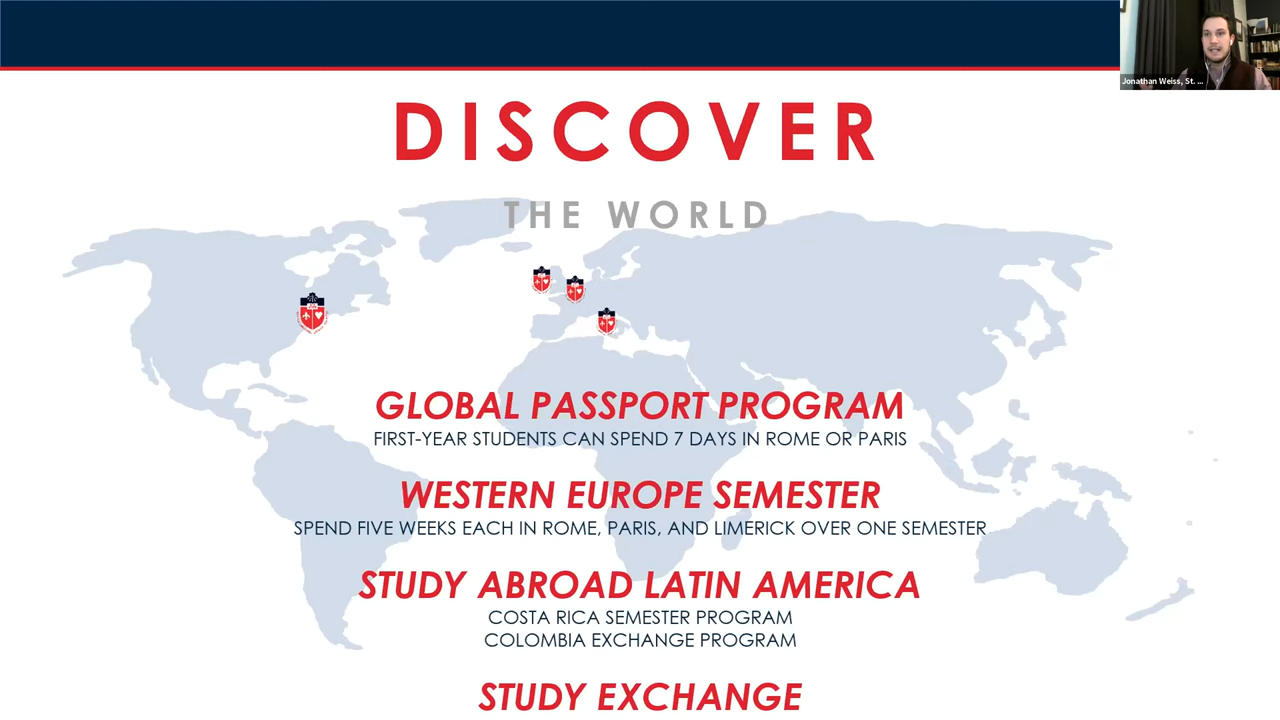 Jonathan Weiss, St. ...
DISCOVER
THE WORLD
GLOBAL PASSPORT PROGRAM
FIRST-YEAR STUDENTS CAN SPEND 7 DAYS IN ROME OR PARIS
WESTERN EUROPE SEMESTER
SPEND FIVE WEEKS EACH IN ROME, PARIS, AND LIMERICK OVER ONE SEMESTER
STUDY ABROAD LATIN AMERICA
COSTA RICA SEMESTER PROGRAM
COLOMBIA EXCHANGE PROGRAM
STUDY EXCHANGE